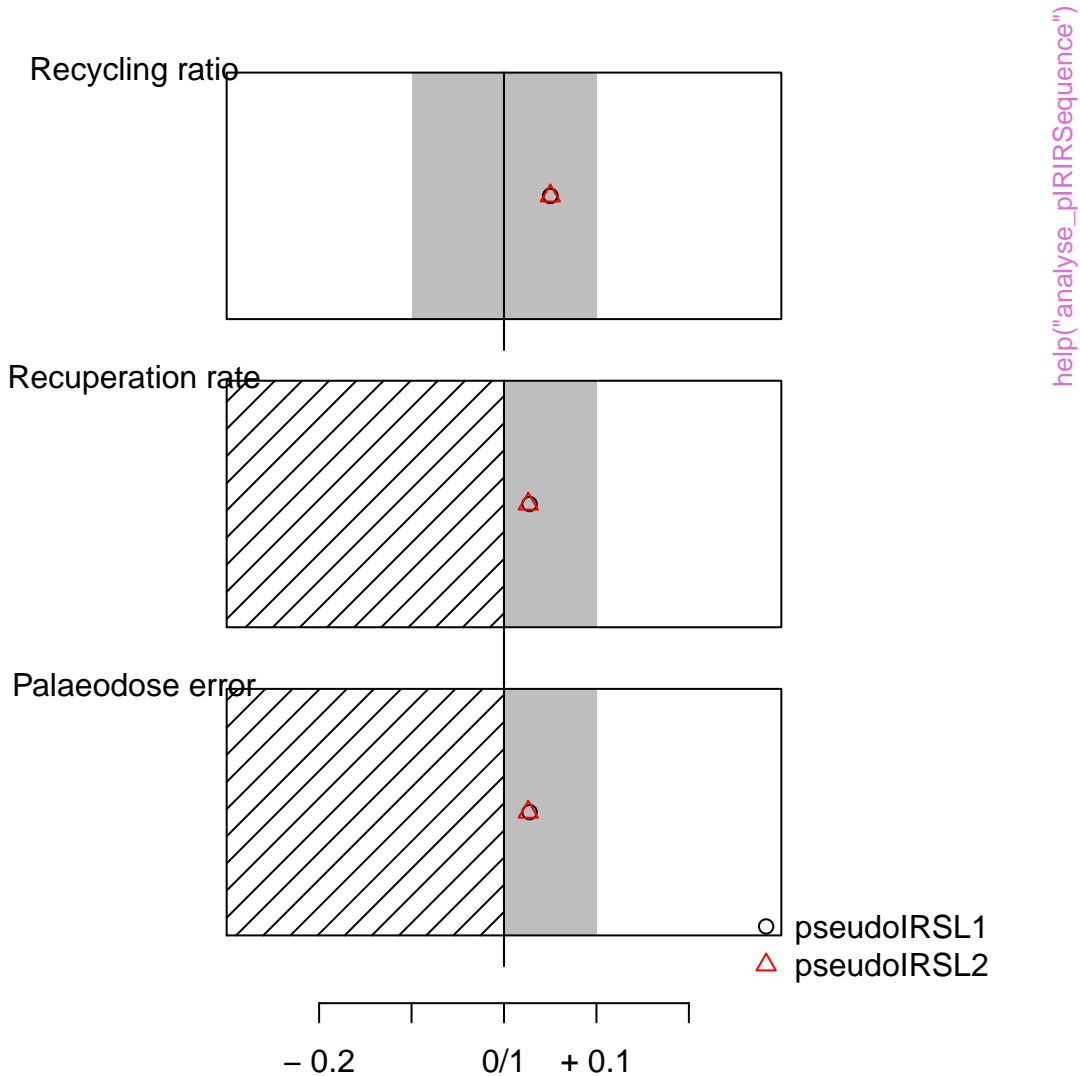 Recycling ratio
help("analyse_pIRIRSequence")
Recuperation rate
Palaeodose error
pseudoIRSL1
pseudoIRSL2
− 0.2 0/1 + 0.1